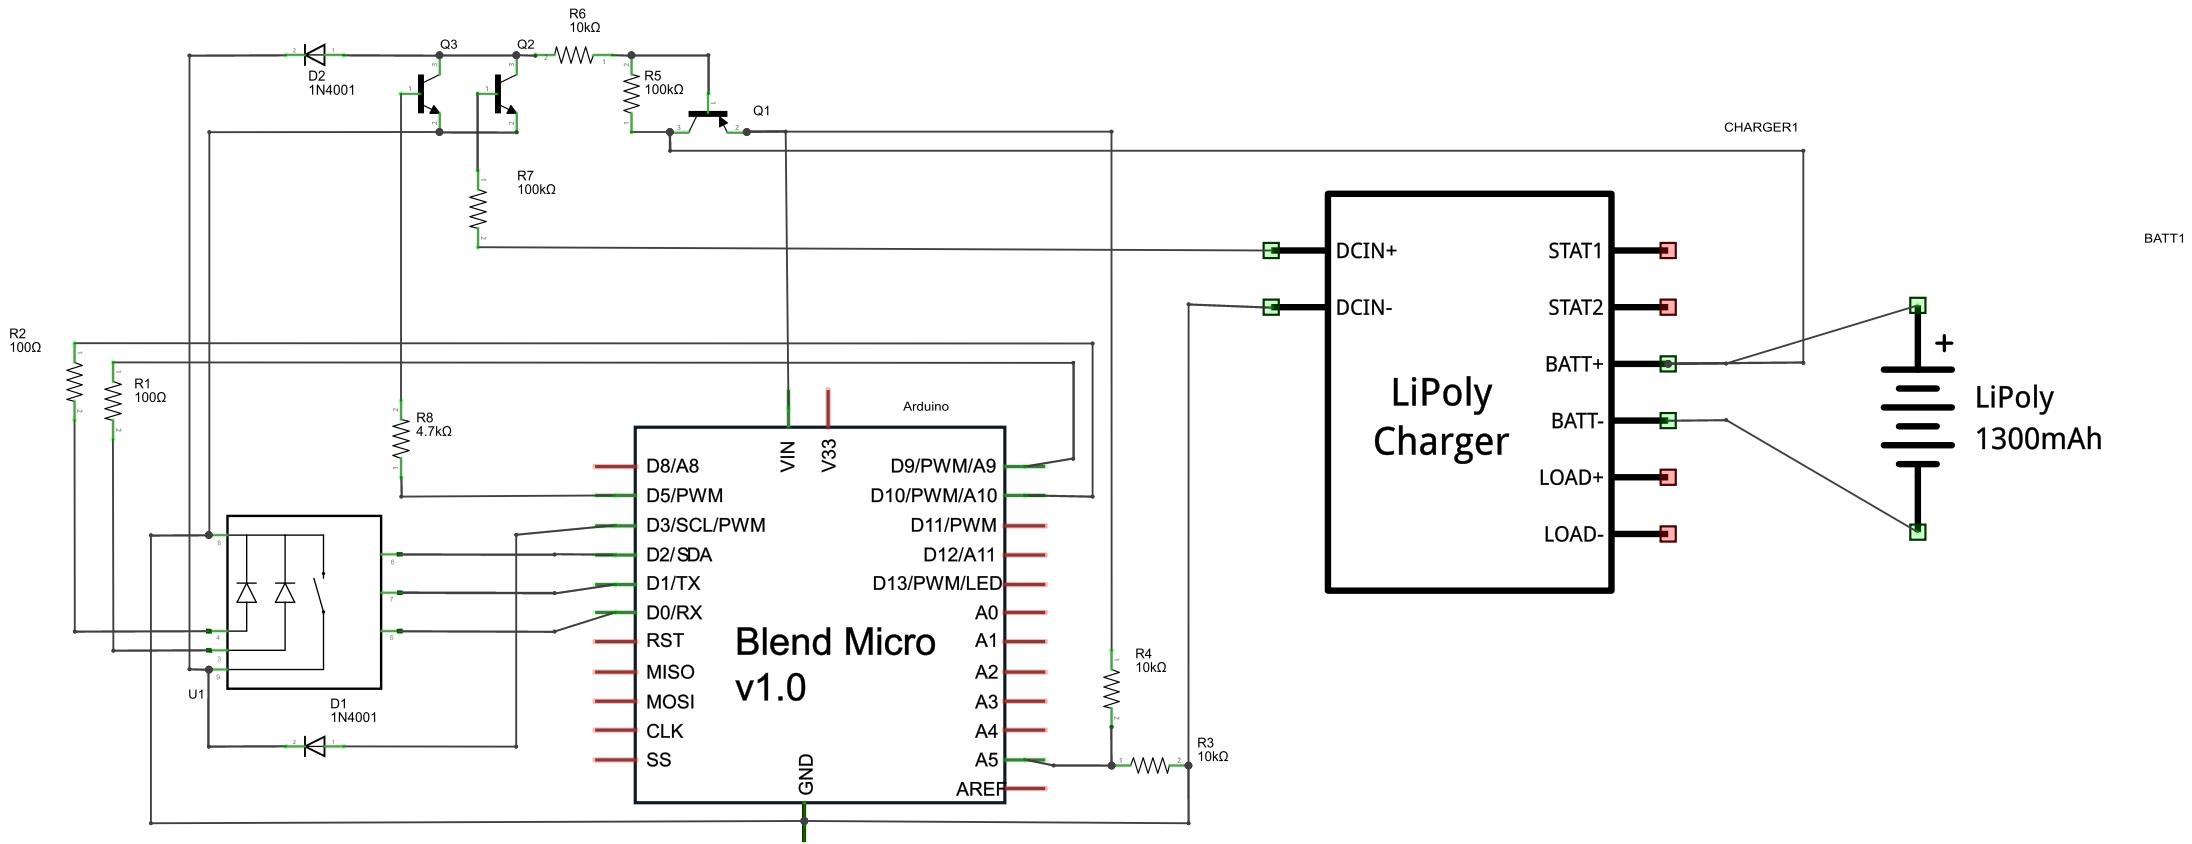 R6
10kΩ
Q3
Q2
D2
1N4001
R5
100kΩ
Q1
CHARGER1
R7
100kΩ
BATT1
DCIN+
STAT1
DCIN-
STAT2
R2
100Ω
R1
100Ω
BATT+
+
LiPoly
Charger
LiPoly
1300mAh
BATT-
LOAD+
LOAD-
Arduino
R8
4.7kΩ
VIN
V33
D8/A8
D9/PWM/A9
D5/PWM
D10/PWM/A10
D3/SCL/PWM
D11/PWM
D2/SDA
D12/A11
D1/TX
D13/PWM/LED
D0/RX
A0
RST
A1
Blend Micro
v1.0
MISO
A2
MOSI
A3
CLK
A4
SS
A5
GND
AREF
U1
D1
1N4001
R4
10kΩ
R3
10kΩ